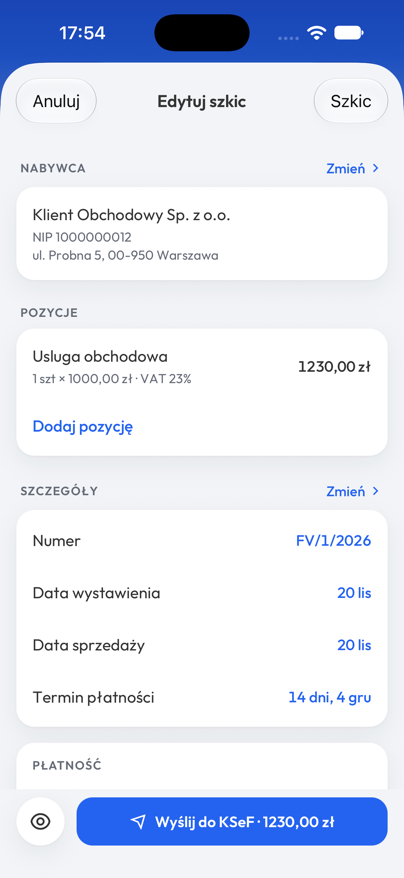 17:54
Anuluj
Edytuj szkic
Szkic
NABYWCA
Zmień
Klient Obchodowy Sp. z o.o.
NIP 1000000012
ul. Probna 5, 00-950 Warszawa
POZYCJE
Usluga obchodowa
1230,00 zł
1 szt × 1000,00 zł · VAT 23%
Dodaj pozycję
SZCZEGÓŁY
Zmień
Numer
FV/1/2026
Data wystawienia
20 lis
Data sprzedaży
20 lis
Termin płatności
14 dni, 4 gru
PŁATNOŚĆ
Wyślij do KSeF · 1230,00 zł